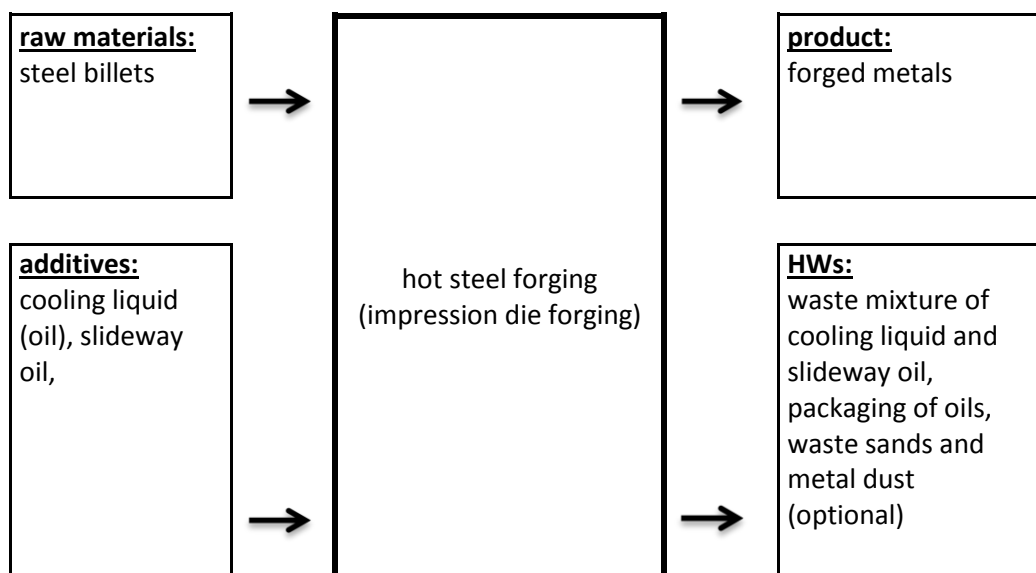 raw materials:
steel billets
product:
forged metals
additives:
cooling liquid
(oil), slideway
oil,
hot steel forging
(impression die forging)
HWs:
waste mixture of
cooling liquid and
slideway oil,
packaging of oils,
waste sands and
metal dust
(optional)